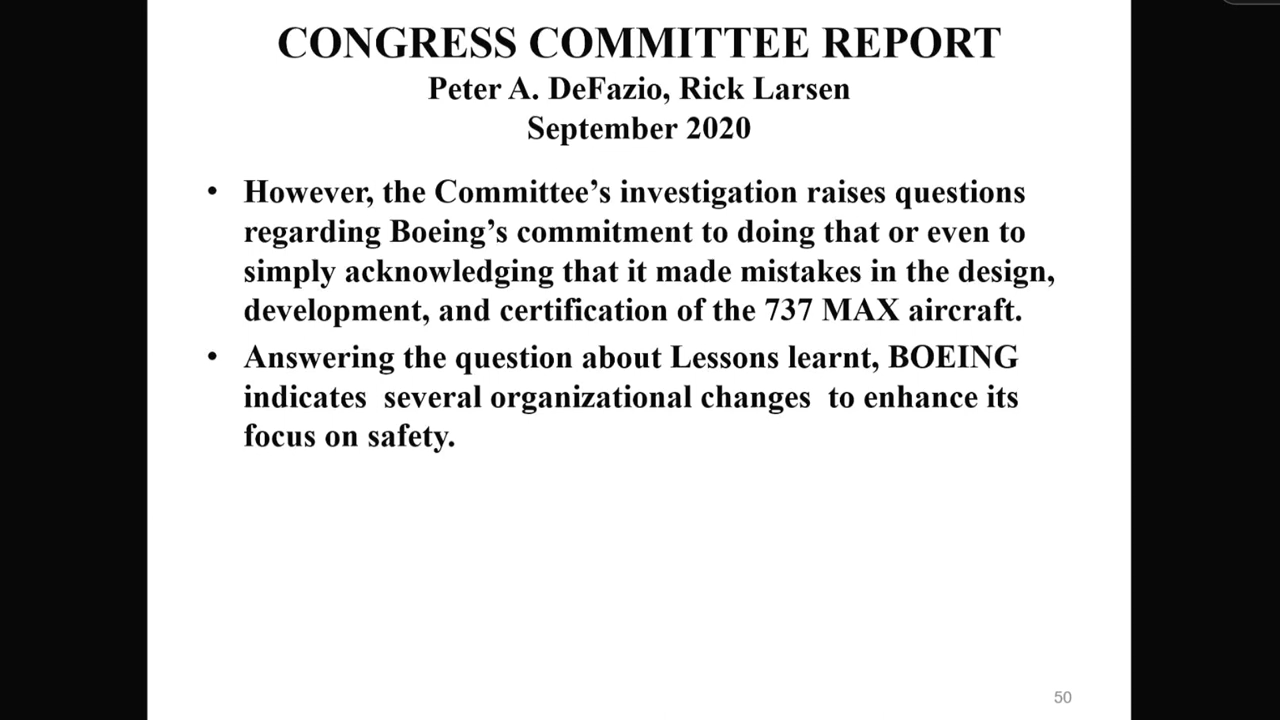 CONGRESS COMMITTEE REPORT
Peter A. DeFazio, Rick Larsen
September 2020
• However, the Committee’s investigation raises questions
regarding Boeing’s commitment to doing that or even to
simply acknowledging that it made mistakes in the design,
development, and certification of the 737 MAX aircraft.
• Answering the question about Lessons learnt, BOEING
indicates  several organizational changes  to enhance its
focus on safety.
50